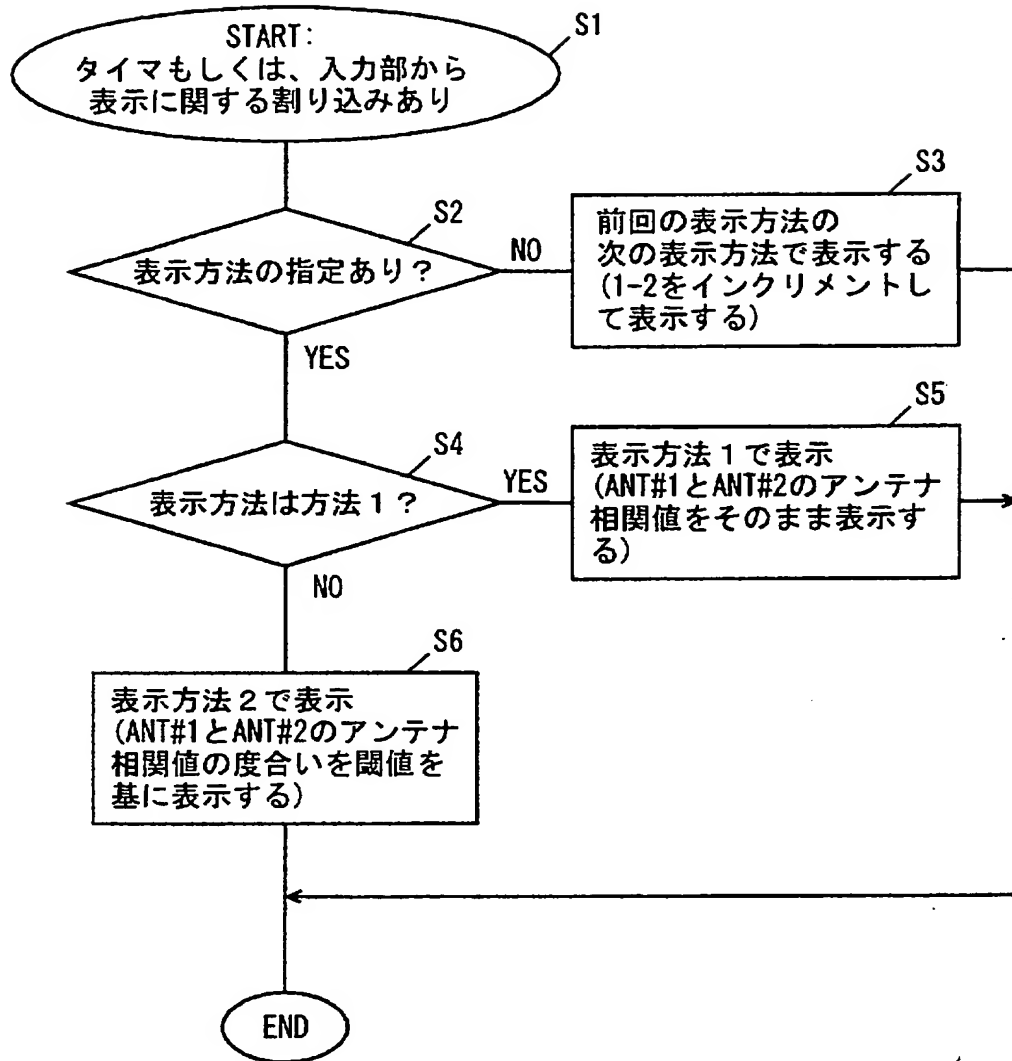 START:
タイマもしくは、入力部から
表示に関する割り込みあり
S1
表示方法の指定あり？
S2
NO
YES
前回の表示方法の
次の表示方法で表示する
(1-2をインクリメントし
て表示する)
S3
表示方法は方法１？
S4
YES
NO
表示方法１で表示
(ANT#1とANT#2のアンテナ
相関値をそのまま表示す
る)
S5
表示方法２で表示
(ANT#1とANT#2のアンテナ
相関値の度合いを閾値を
基に表示する)
S6
END